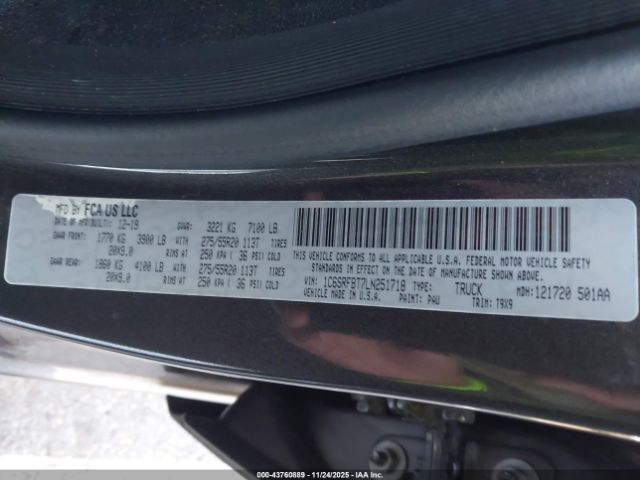 MFD BY FCA US LLC
DATE OF MFR(BUILT): 12-19 GVWR: 3221 KG 7100 LB
GAWR FRONT: 1770 KG 3900 LB WITH 275/55R20 113T TIRES
20X9.0 RIMS AT 250 KPA ( 36 PSI) COLD
GAWR REAR: 1860 KG 4100 LB WITH 275/55R20 113T TIRES
20X9.0 RIMS AT 250 KPA ( 36 PSI) COLD
THIS VEHICLE CONFORMS TO ALL APPLICABLE U.S.A. FEDERAL MOTOR VEHICLE SAFETY
STANDARDS IN EFFECT ON THE DATE OF MANUFACTURE SHOWN ABOVE.
VIN: 1C6SRFBT7LN251718 TYPE: TRUCK MDH: 121720 501AA
MADE IN U.S.A. PAINT: PAU TRIM: T9X9
000-43760889 - 11/24/2025 - IAA Inc.